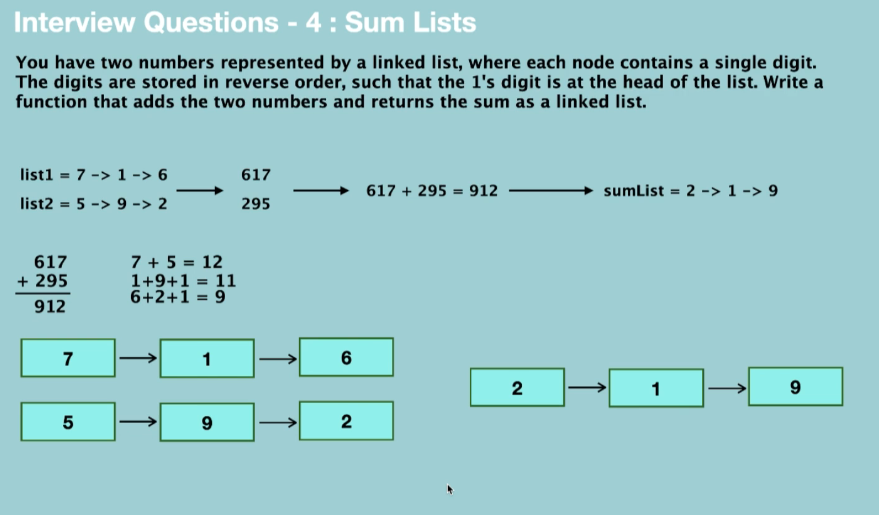 Interview Questions - 4 : Sum Lists
You have two numbers represented by a linked list, where each node contains a single digit.
The digits are stored in reverse order, such that the 1's digit is at the head of the list. Write a
function that adds the two numbers and returns the sum as a linked list.
list1 = 7 -> 1 -> 6
list2 = 5 -> 9 -> 2
617
295
617 + 295 = 912
sumList = 2 -> 1 -> 9
617
+ 295
912
7 + 5 = 12
1+9+1 = 11
6+2+1 = 9
7 1 6
5 9 2
2 1 9